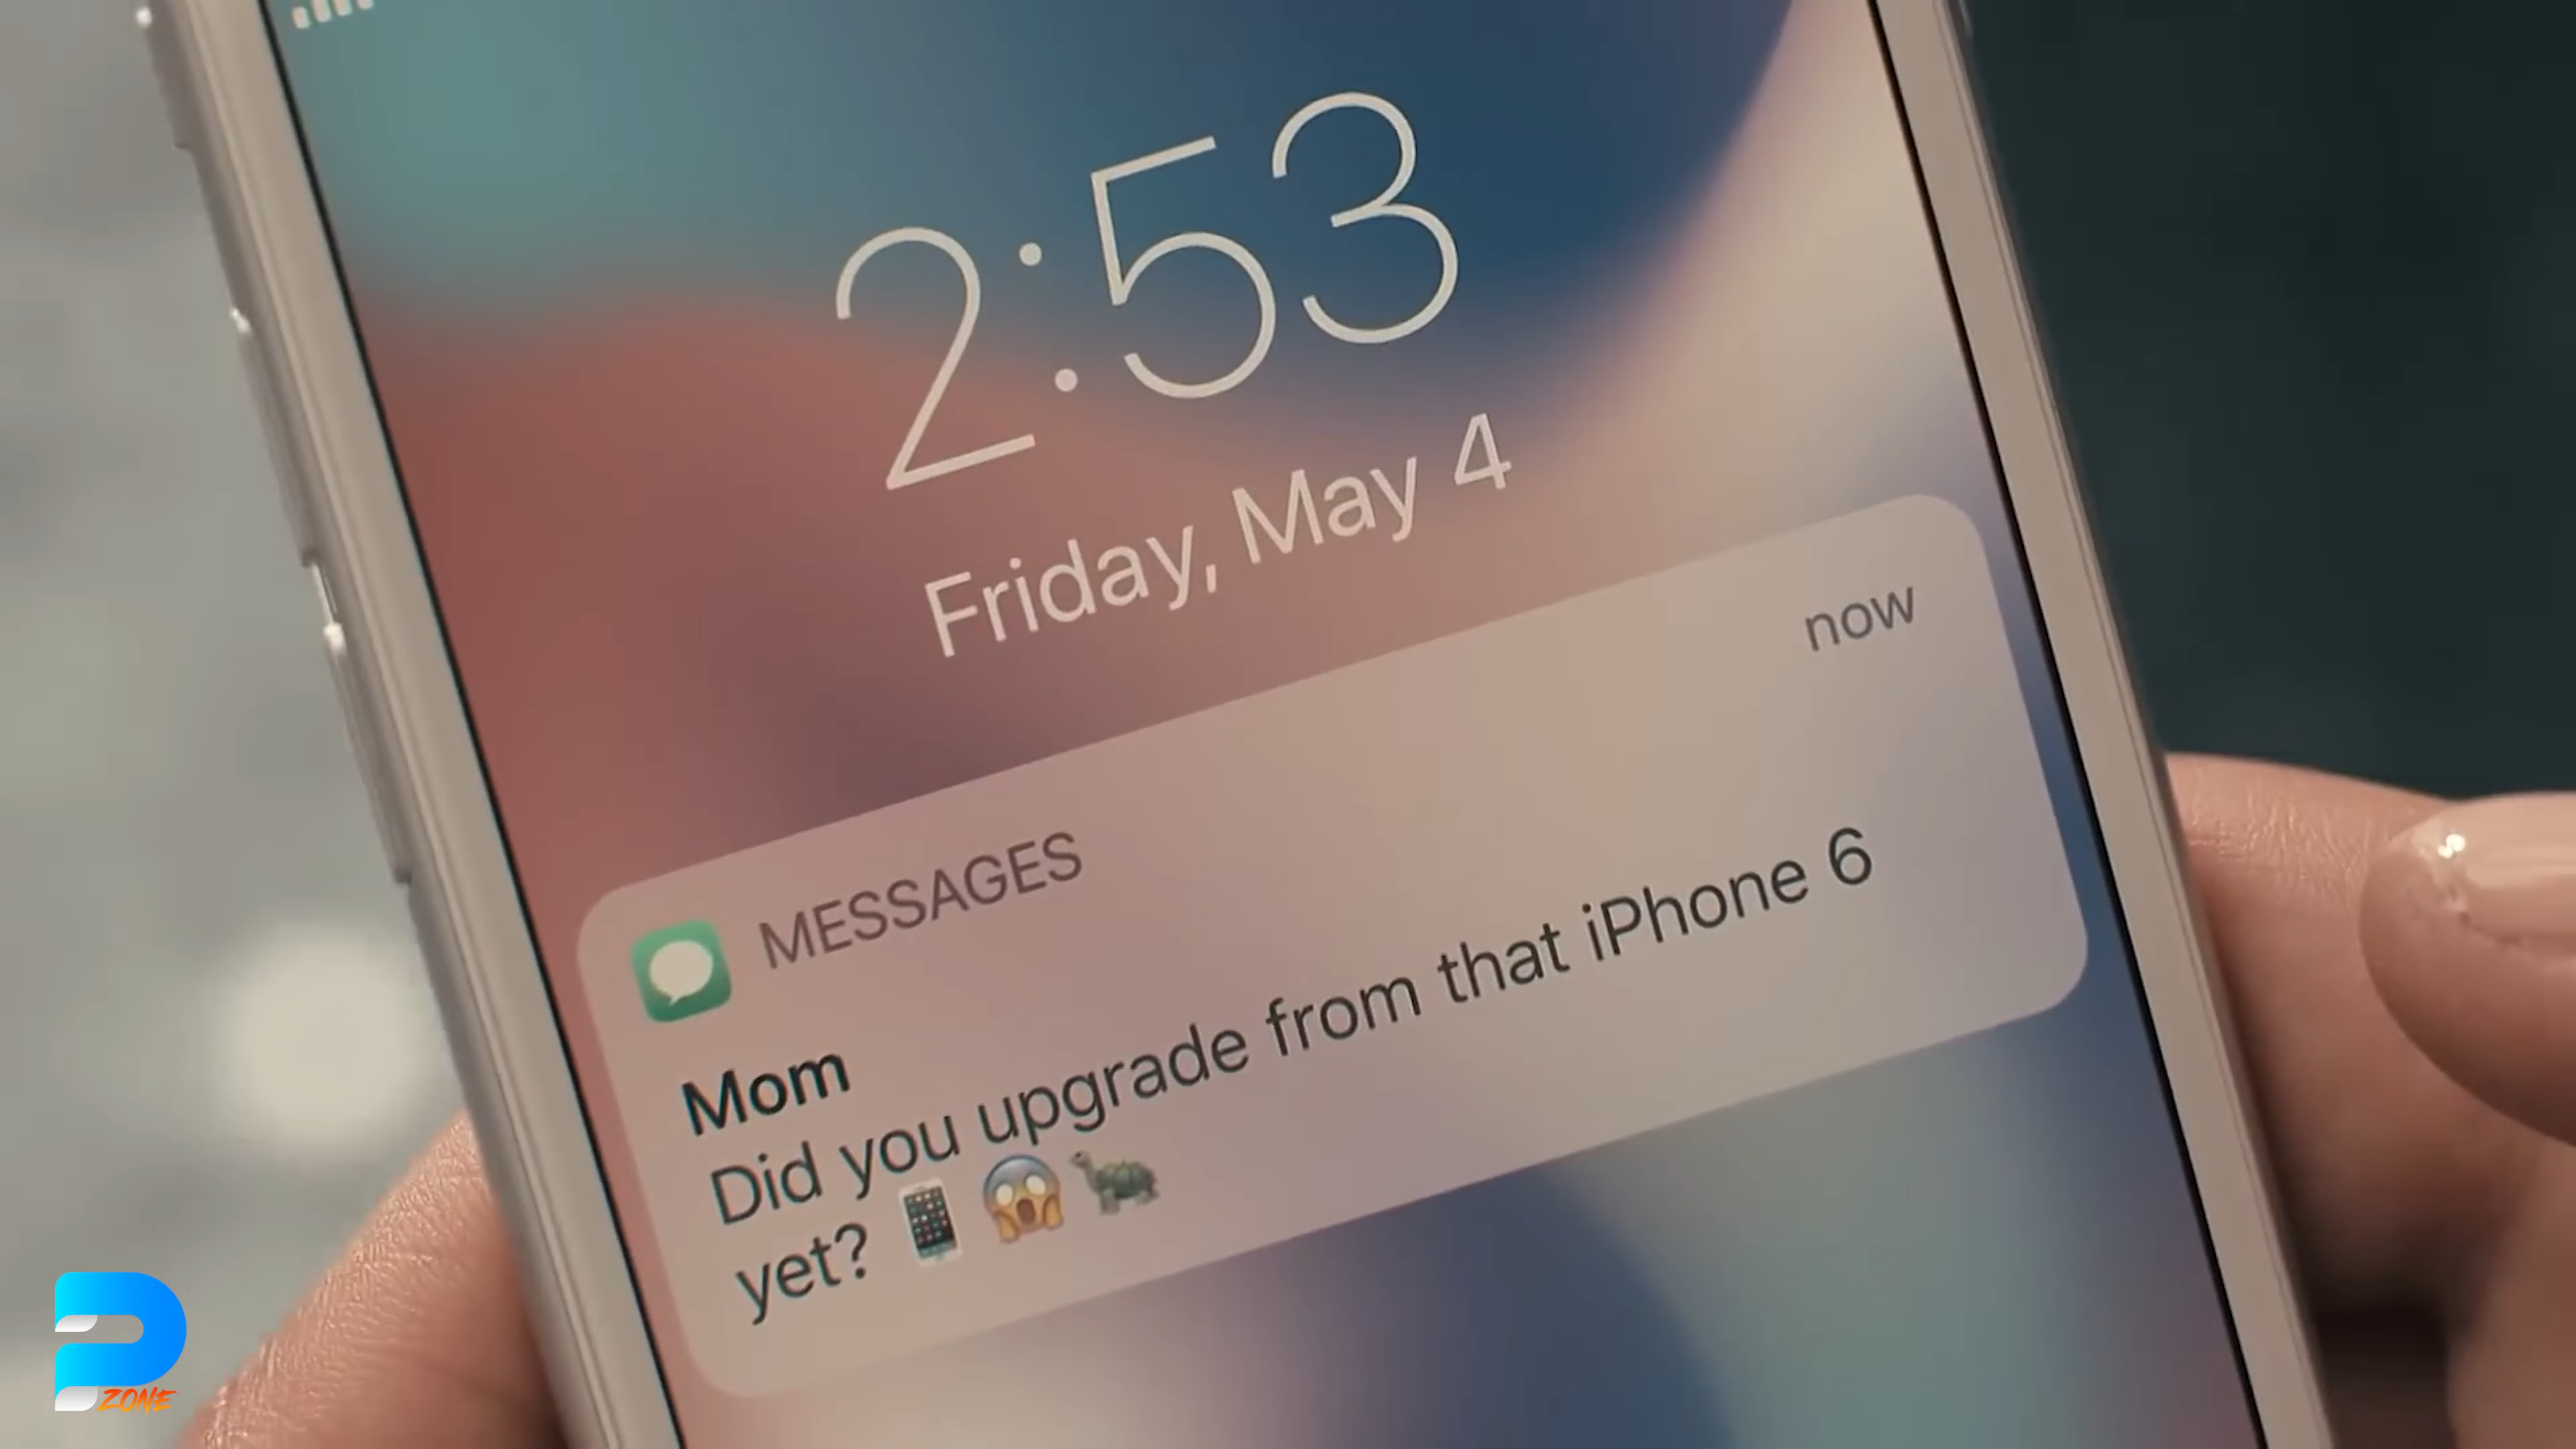 2:53
Friday, May 4
MESSAGES
now
Mom
Did you upgrade from that iPhone 6
yet? 📱 😱 🐢
ZONE